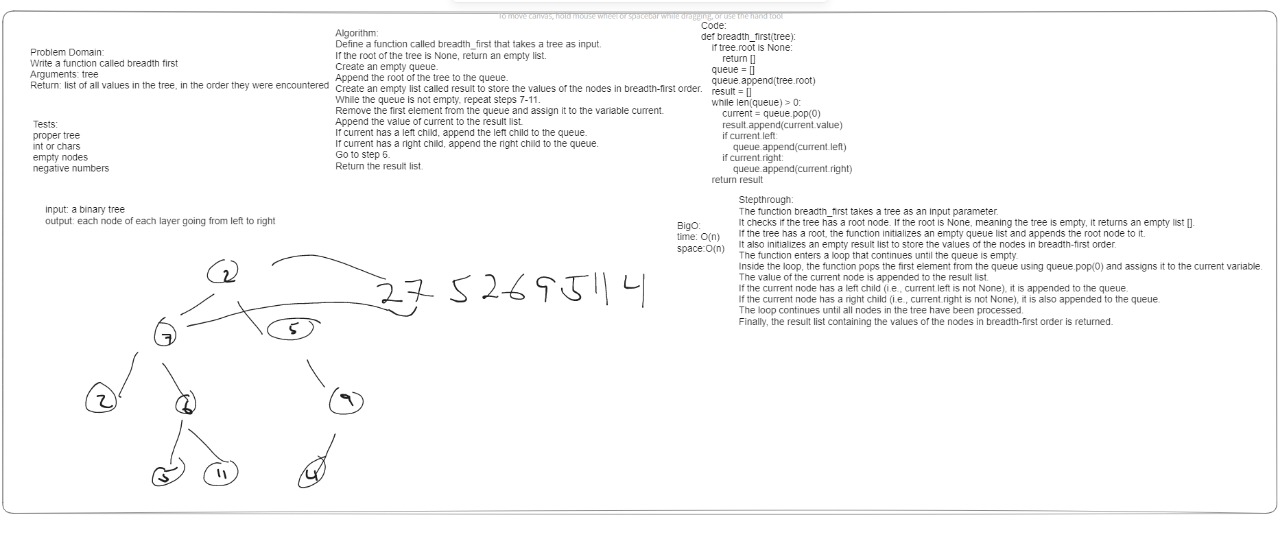 To move canvas, hold mouse wheel or spacebar while dragging, or use the hand tool
Problem Domain:
Write a function called breadth first
Arguments: tree
Return: list of all values in the tree, in the order they were encountered
Tests:
proper tree
int or chars
empty nodes
negative numbers
input: a binary tree
output: each node of each layer going from left to right
Algorithm:
Define a function called breadth_first that takes a tree as input.
If the root of the tree is None, return an empty list.
Create an empty queue.
Append the root of the tree to the queue.
Create an empty list called result to store the values of the nodes in breadth-first order.
While the queue is not empty, repeat steps 7-11.
Remove the first element from the queue and assign it to the variable current.
Append the value of current to the result list.
If current has a left child, append the left child to the queue.
If current has a right child, append the right child to the queue.
Go to step 6.
Return the result list.
Code:
def breadth_first(tree):
if tree.root is None:
return []
queue = []
queue.append(tree.root)
result = []
while len(queue) > 0:
current = queue.pop(0)
result.append(current.value)
if current.left:
queue.append(current.left)
if current.right:
queue.append(current.right)
return result
BigO:
time: O(n)
space:O(n)
Stepthrough:
The function breadth_first takes a tree as an input parameter.
It checks if the tree has a root node. If the root is None, meaning the tree is empty, it returns an empty list [].
If the tree has a root, the function initializes an empty queue list and appends the root node to it.
It also initializes an empty result list to store the values of the nodes in breadth-first order.
The function enters a loop that continues until the queue is empty.
Inside the loop, the function pops the first element from the queue using queue.pop(0) and assigns it to the current variable.
The value of the current node is appended to the result list.
If the current node has a left child (i.e., current.left is not None), it is appended to the queue.
If the current node has a right child (i.e., current.right is not None), it is also appended to the queue.
The loop continues until all nodes in the tree have been processed.
Finally, the result list containing the values of the nodes in breadth-first order is returned.
2
2 7 5 2 6 9 5 11 4
7 5
2 6 9
5 11 4